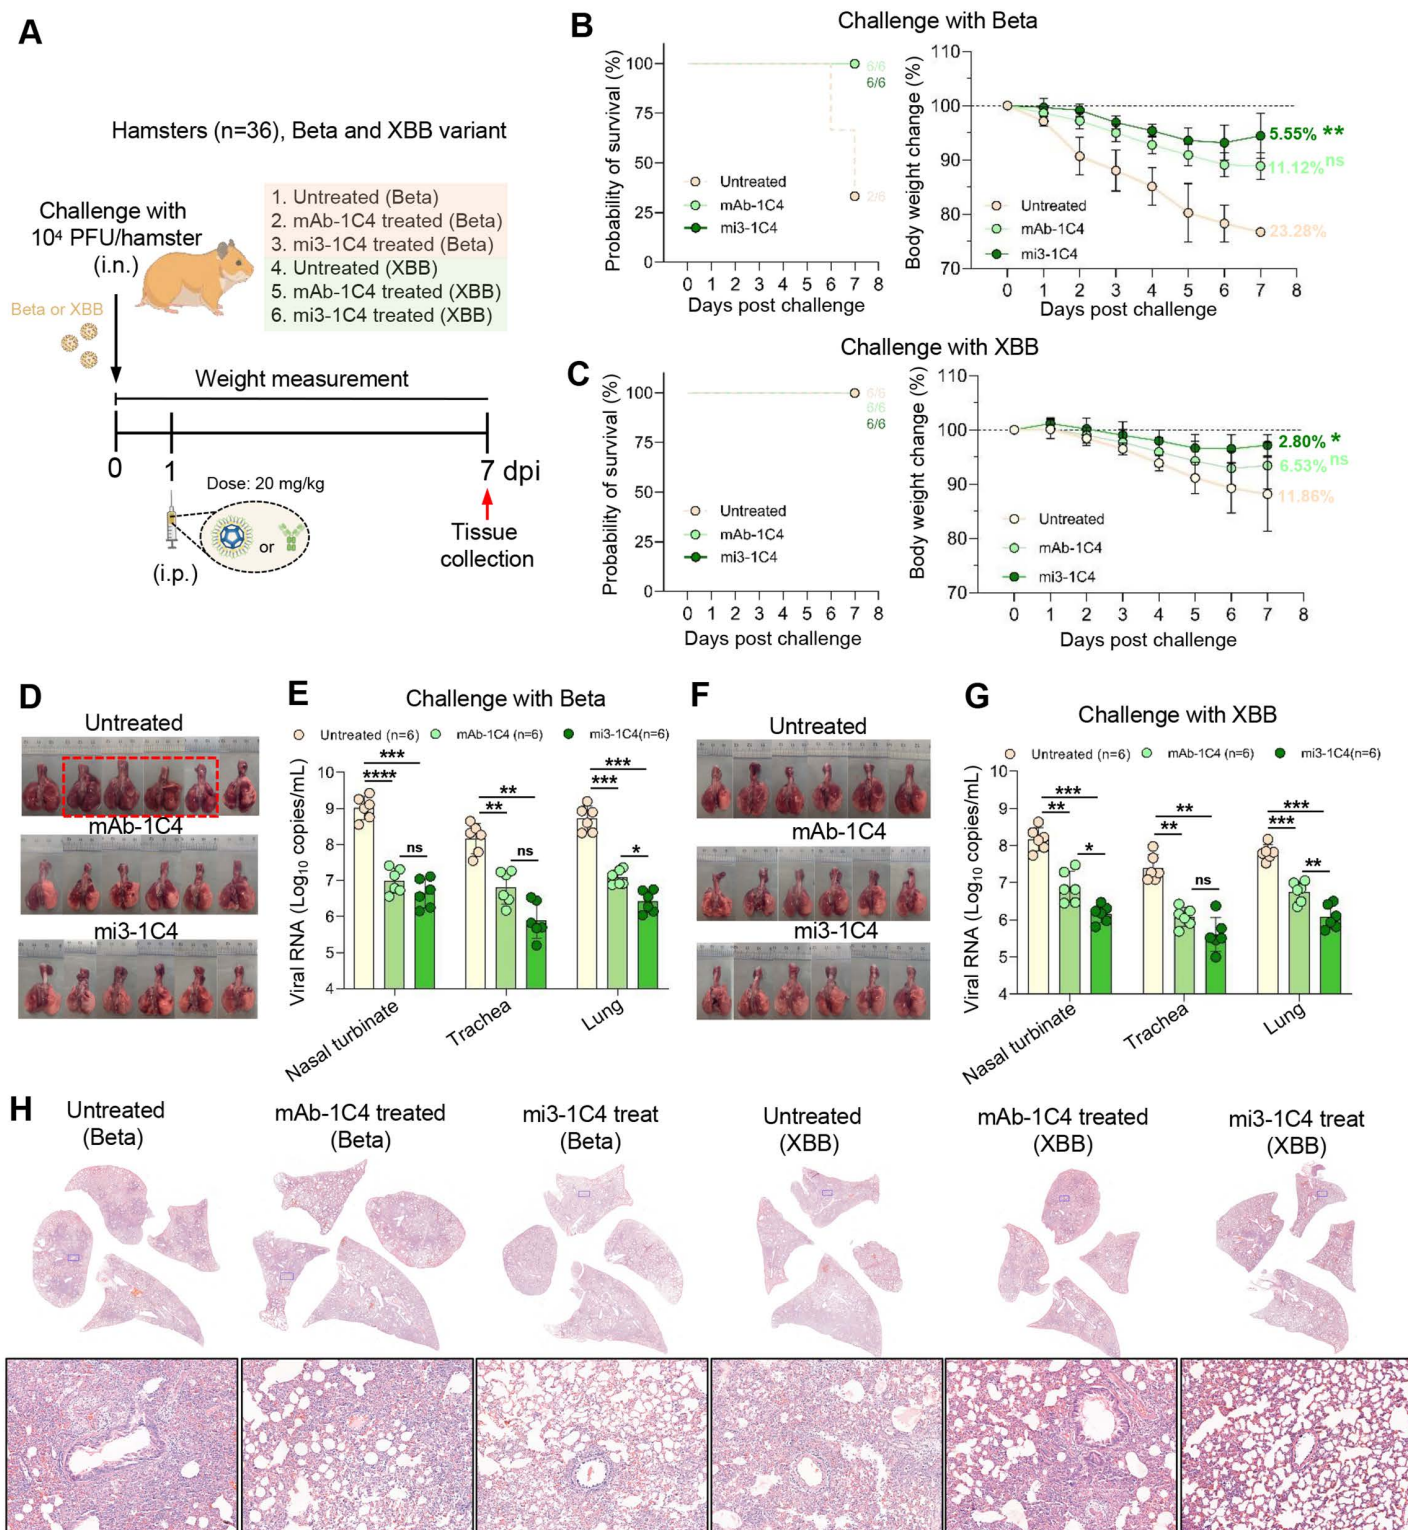 A
Hamsters (n=36), Beta and XBB variant
Challenge with
10⁴ PFU/hamster
(i.n.)
Beta or XBB
1. Untreated (Beta)
2. mAb-1C4 treated (Beta)
3. mi3-1C4 treated (Beta)
4. Untreated (XBB)
5. mAb-1C4 treated (XBB)
6. mi3-1C4 treated (XBB)
Weight measurement
0 1 7 dpi
Dose: 20 mg/kg
or
(i.p.)
Tissue
collection
B
Challenge with Beta
Probability of survival (%)
100
75
50
25
0
6/6
6/6
2/6
Untreated
mAb-1C4
mi3-1C4
0 1 2 3 4 5 6 7 8
Days post challenge
Body weight change (%)
110
100
90
80
70
5.55% **
11.12% ns
23.28%
Untreated
mAb-1C4
mi3-1C4
0 1 2 3 4 5 6 7 8
Days post challenge
C
Challenge with XBB
Probability of survival (%)
100
75
50
25
0
6/6
6/6
6/6
Untreated
mAb-1C4
mi3-1C4
0 1 2 3 4 5 6 7 8
Days post challenge
Body weight change (%)
110
100
90
80
70
2.80% *
6.53% ns
11.86%
Untreated
mAb-1C4
mi3-1C4
0 1 2 3 4 5 6 7 8
Days post challenge
D
Untreated
mAb-1C4
mi3-1C4
E
Challenge with Beta
Untreated (n=6) mAb-1C4 (n=6) mi3-1C4(n=6)
Viral RNA (Log₁₀ copies/mL)
10
9
8
7
6
5
4
***
****
ns
**
**
ns
***
***
*
Nasal turbinate
Trachea
Lung
F
Untreated
mAb-1C4
mi3-1C4
G
Challenge with XBB
Untreated (n=6) mAb-1C4 (n=6) mi3-1C4(n=6)
Viral RNA (Log₁₀ copies/mL)
10
9
8
7
6
5
4
***
**
*
**
**
ns
***
***
**
Nasal turbinate
Trachea
Lung
H
Untreated
(Beta)
mAb-1C4 treated
(Beta)
mi3-1C4 treat
(Beta)
Untreated
(XBB)
mAb-1C4 treated
(XBB)
mi3-1C4 treat
(XBB)